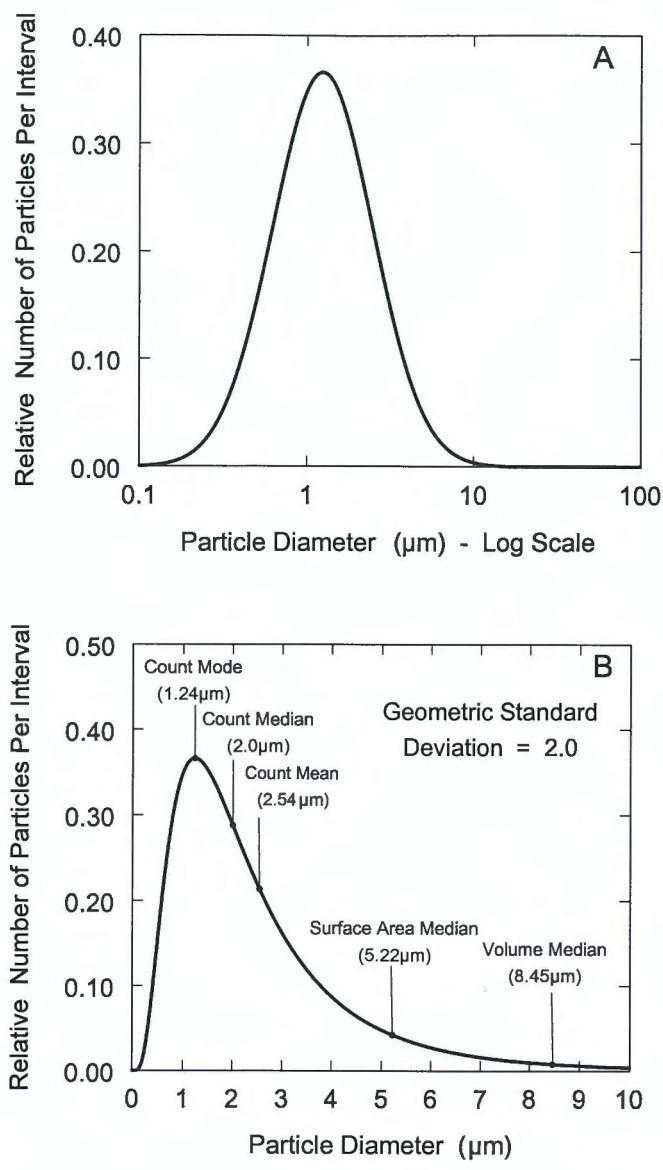 A
Relative Number of Particles Per Interval
0.40
0.30
0.20
0.10
0.00
0.1 1 10 100
Particle Diameter (μm) - Log Scale
B
Relative Number of Particles Per Interval
0.50
0.40
0.30
0.20
0.10
0.00
Count Mode
(1.24μm)
Count Median
(2.0μm)
Count Mean
(2.54μm)
Geometric Standard
Deviation = 2.0
Surface Area Median
(5.22μm)
Volume Median
(8.45μm)
0 1 2 3 4 5 6 7 8 9 10
Particle Diameter (μm)